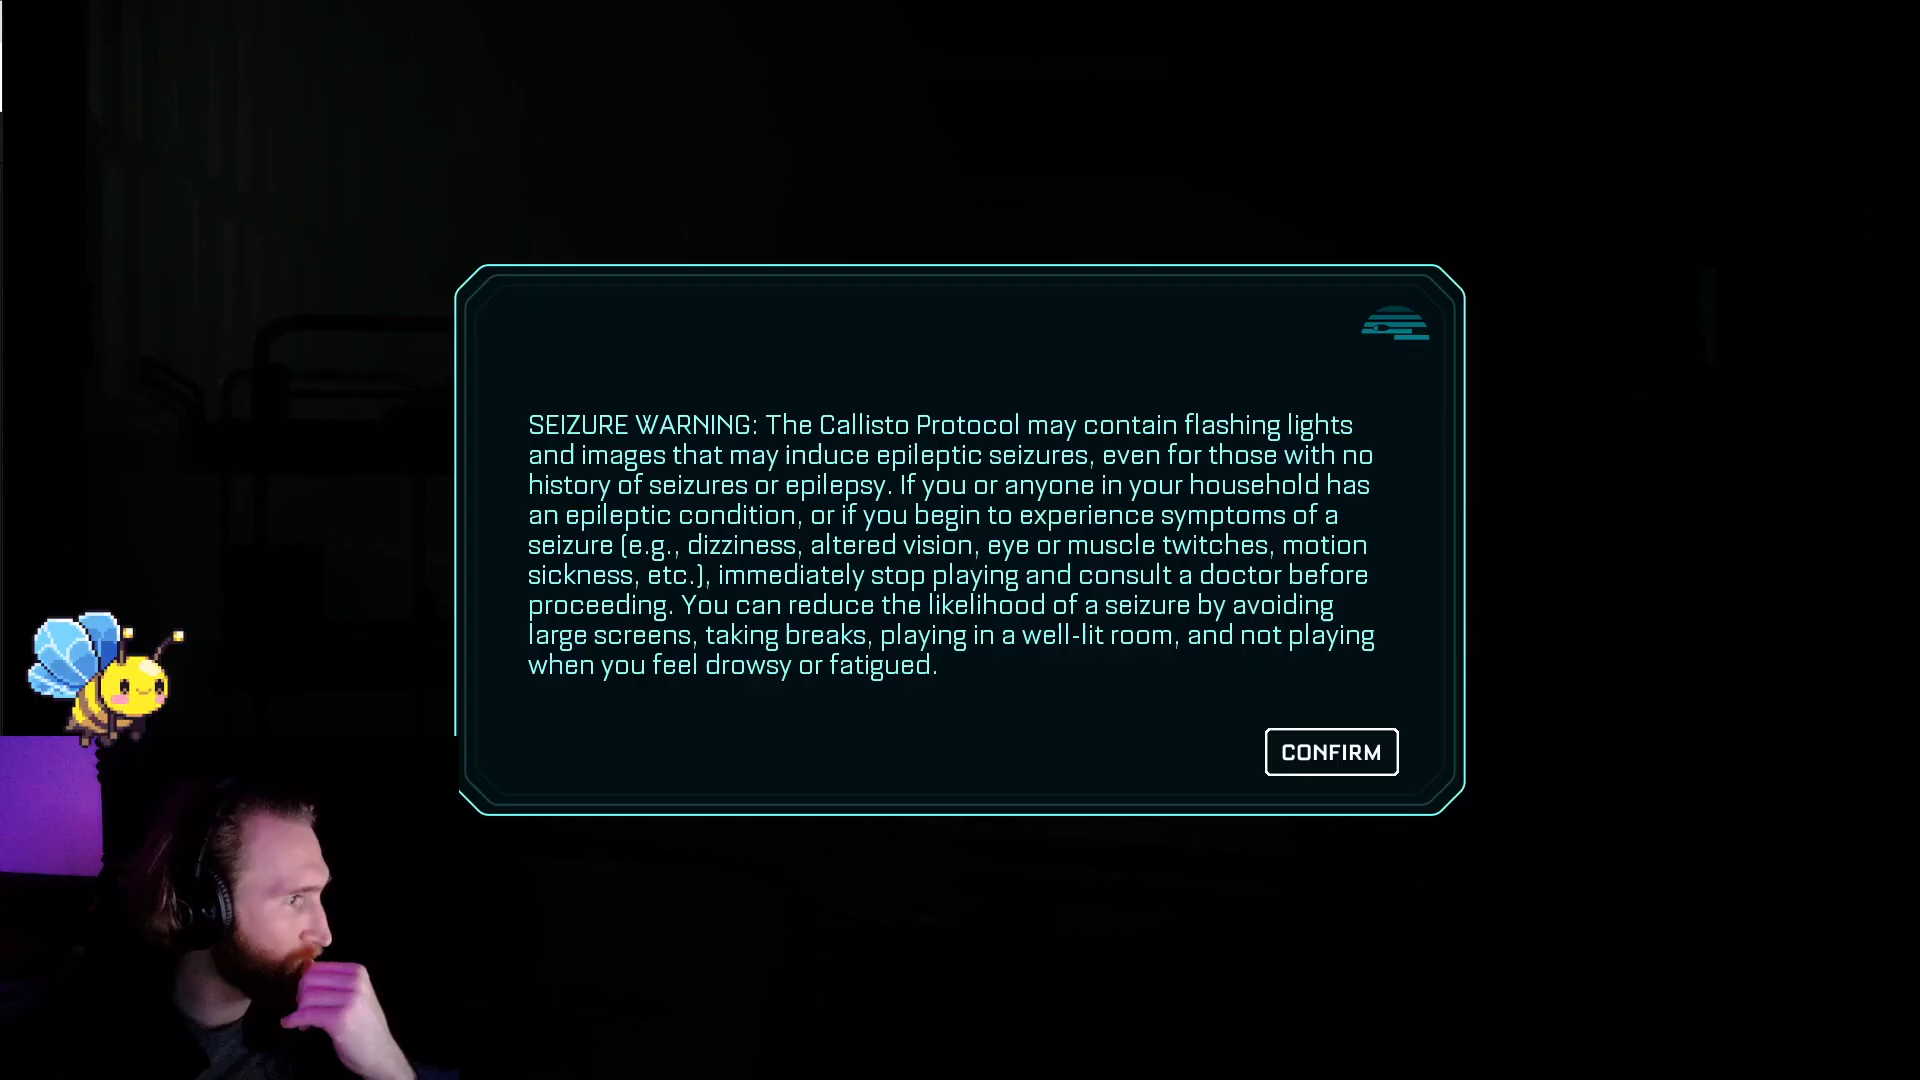 SEIZURE WARNING: The Callisto Protocol may contain flashing lights
and images that may induce epileptic seizures, even for those with no
history of seizures or epilepsy. If you or anyone in your household has
an epileptic condition, or if you begin to experience symptoms of a
seizure (e.g., dizziness, altered vision, eye or muscle twitches, motion
sickness, etc.), immediately stop playing and consult a doctor before
proceeding. You can reduce the likelihood of a seizure by avoiding
large screens, taking breaks, playing in a well-lit room, and not playing
when you feel drowsy or fatigued.
CONFIRM